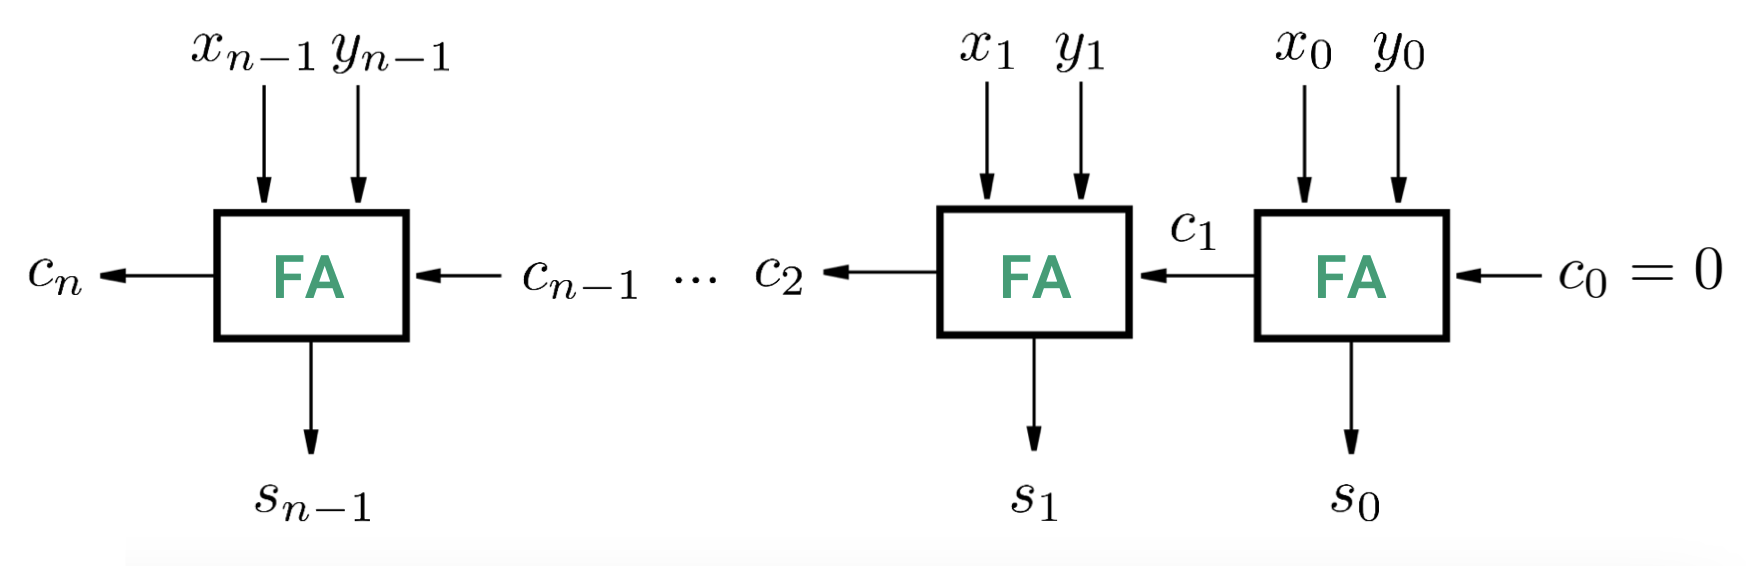 x_{n-1} y_{n-1} x_1 y_1 x_0 y_0
c_1
c_n FA c_{n-1} ... c_2 FA FA c_0 = 0
s_{n-1} s_1 s_0